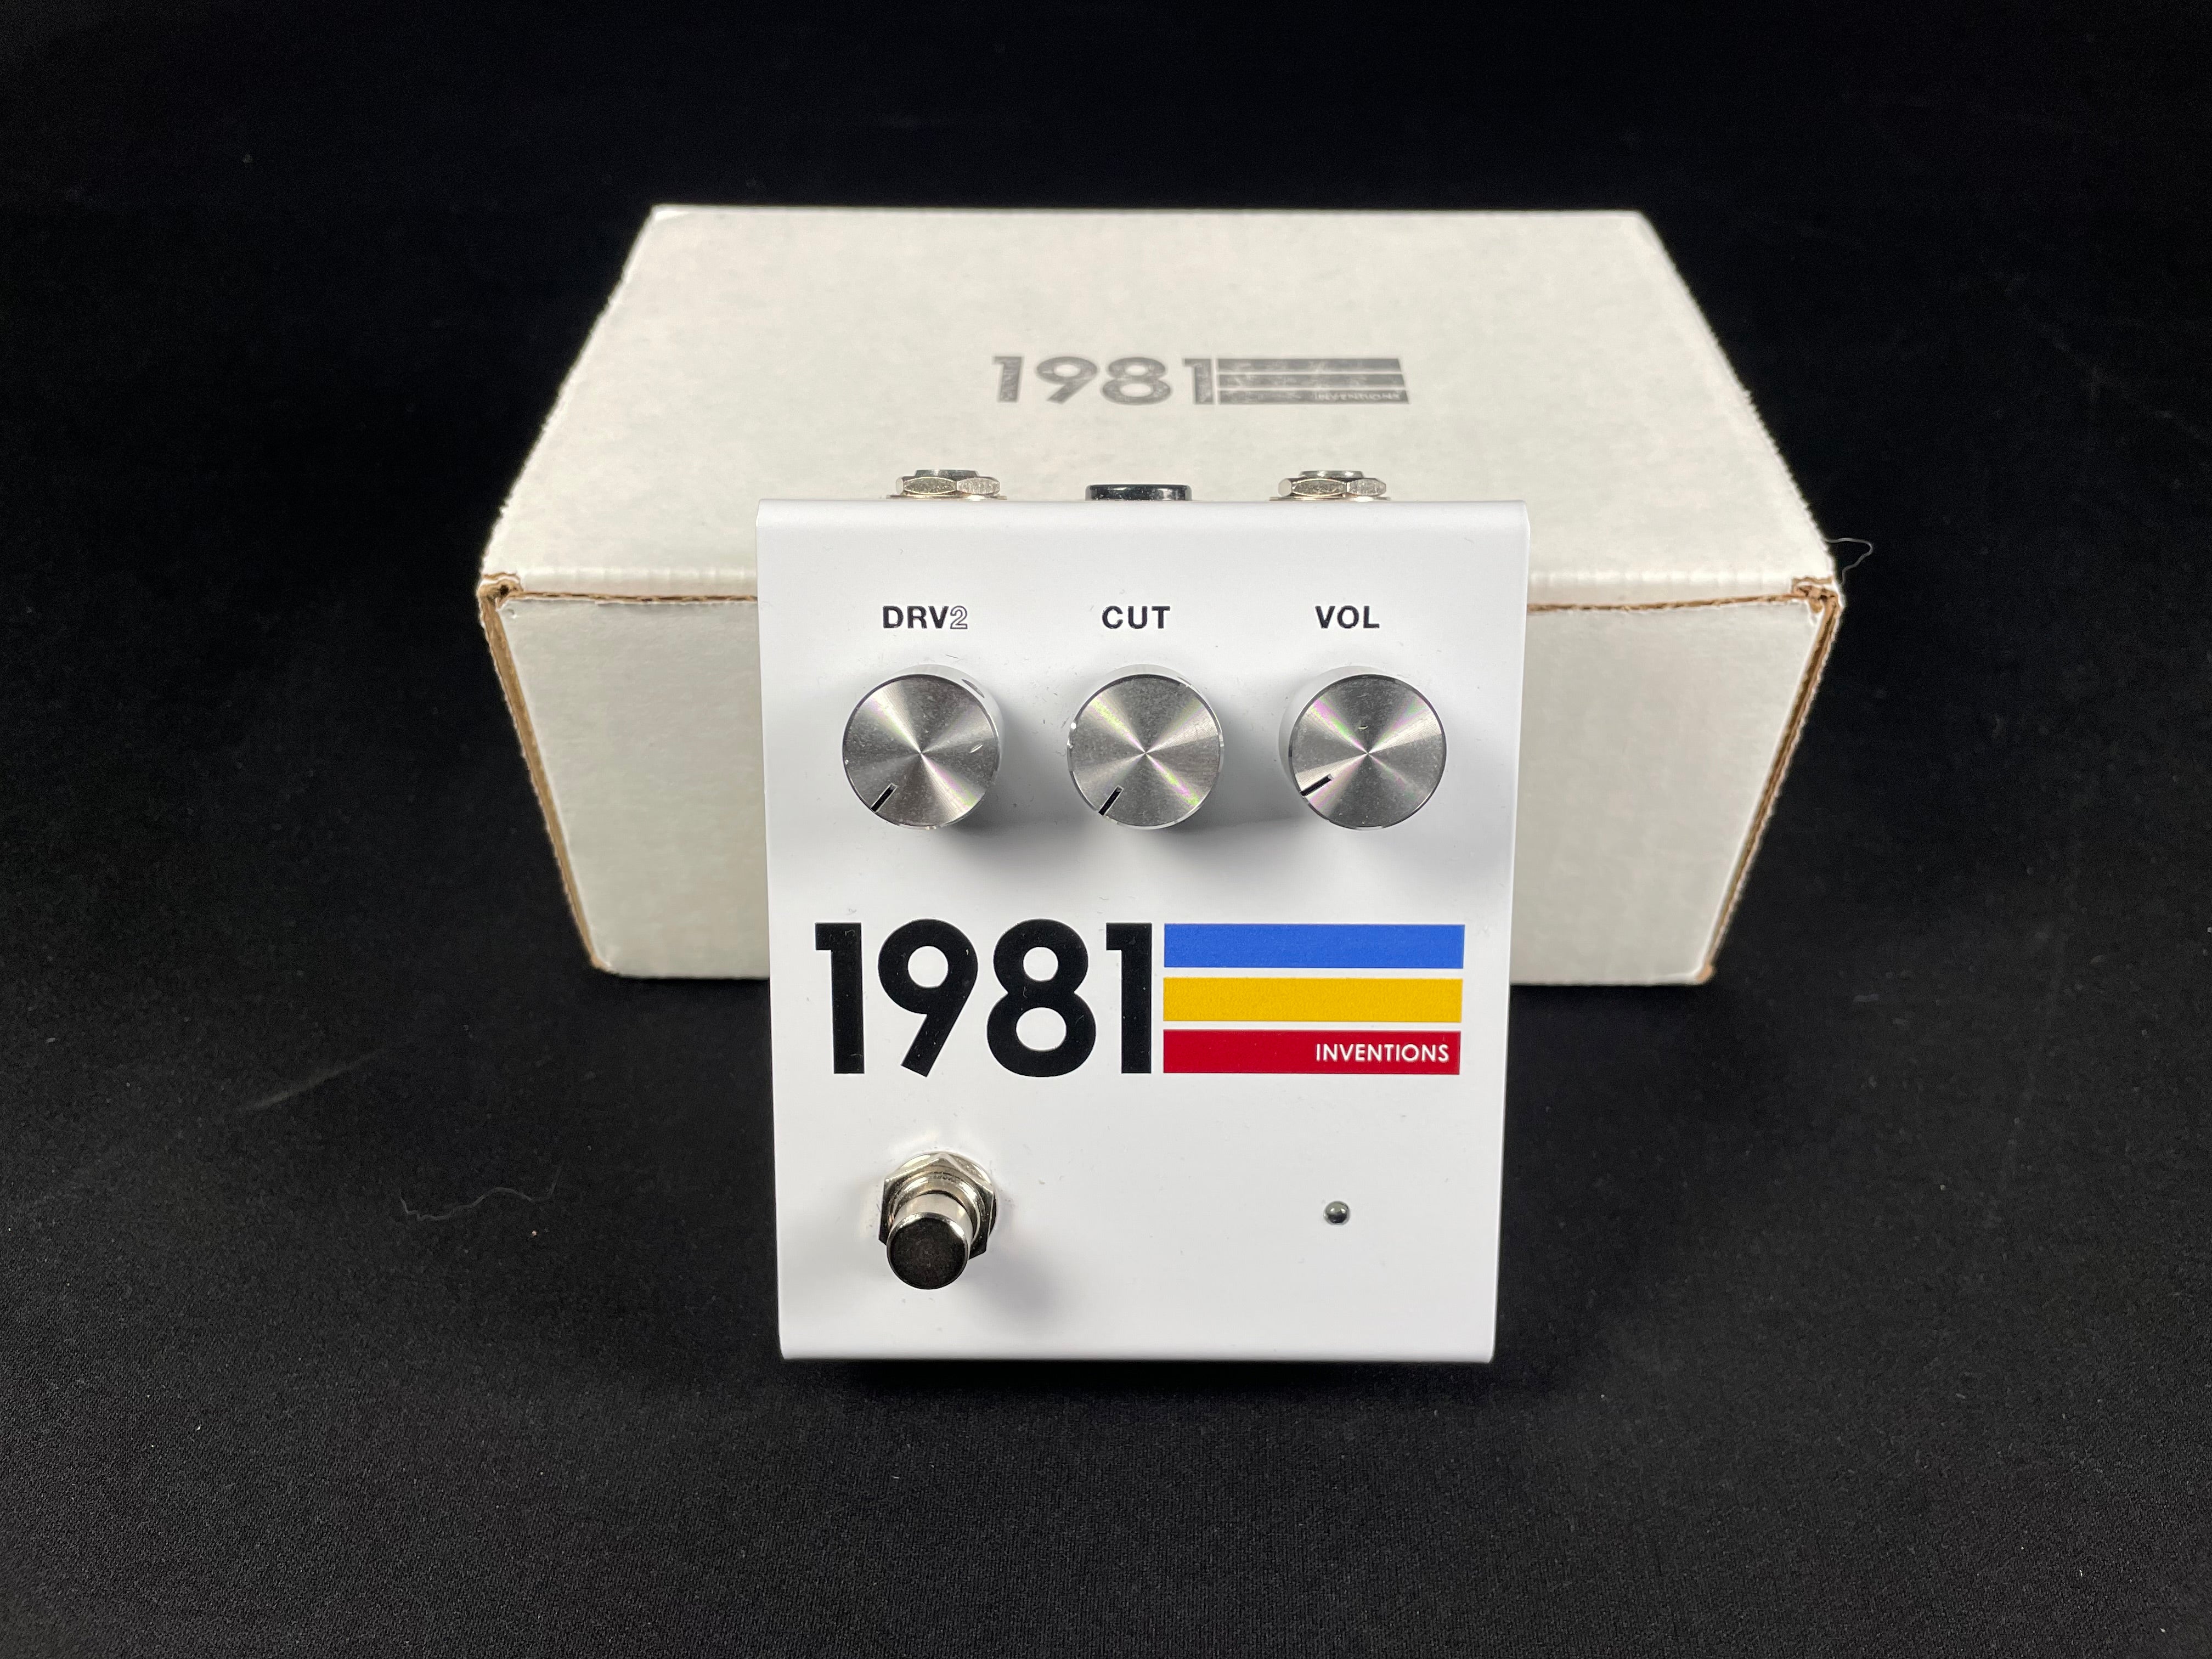 1981
INVENTIONS
DRV2 CUT VOL
1981
INVENTIONS